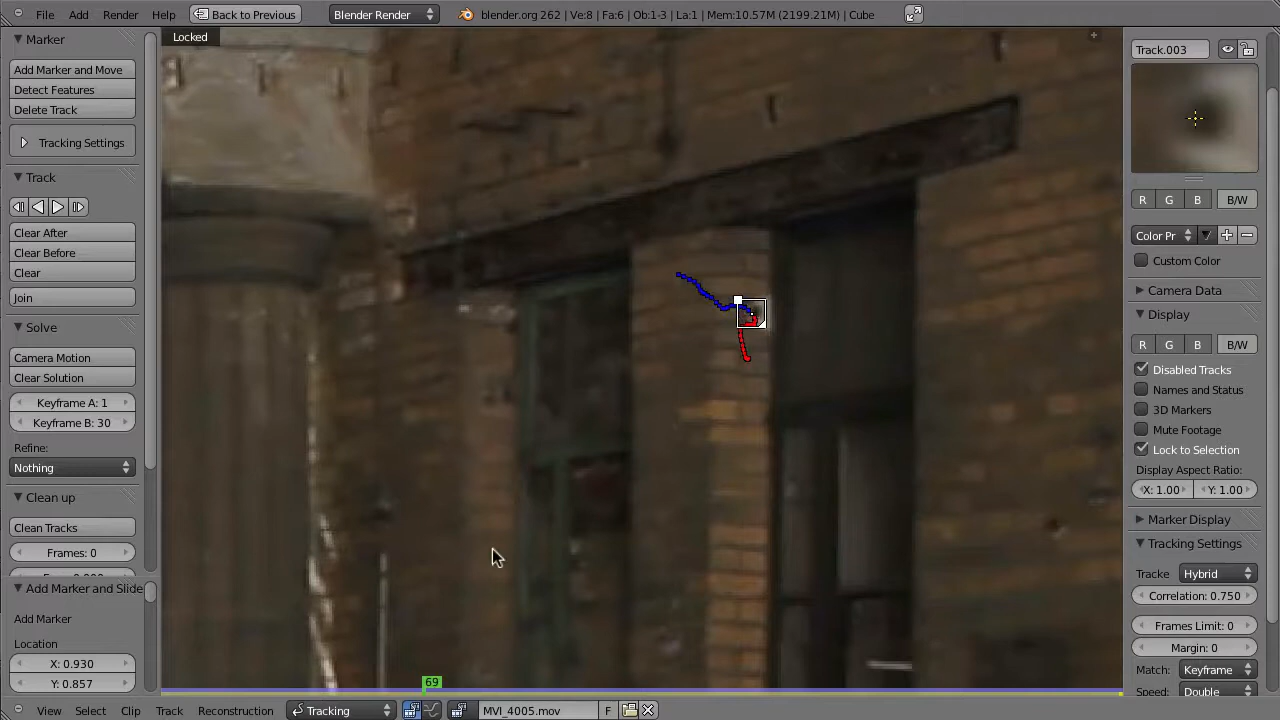 File Add Render Help Back to Previous Blender Render blender.org 262 | Ve:8 | Fa:6 | Ob:1-3 | La:1 | Mem:10.57M (2199.21M) | Cube
Locked
Marker
Add Marker and Move
Detect Features
Delete Track
Tracking Settings
Track
Clear After
Clear Before
Clear
Join
Solve
Camera Motion
Clear Solution
Keyframe A: 1
Keyframe B: 30
Refine:
Nothing
Clean up
Clean Tracks
Frames: 0
Add Marker and Slide
Add Marker
Location
X: 0.930
Y: 0.857
69
Track.003
R G B B/W
Color Pr
Custom Color
Camera Data
Display
R G B B/W
Disabled Tracks
Names and Status
3D Markers
Mute Footage
Lock to Selection
Display Aspect Ratio:
X: 1.00 Y: 1.00
Marker Display
Tracking Settings
Tracke Hybrid
Correlation: 0.750
Frames Limit: 0
Margin: 0
Match: Keyframe
Speed: Double
View Select Clip Track Reconstruction Tracking MVI_4005.mov F